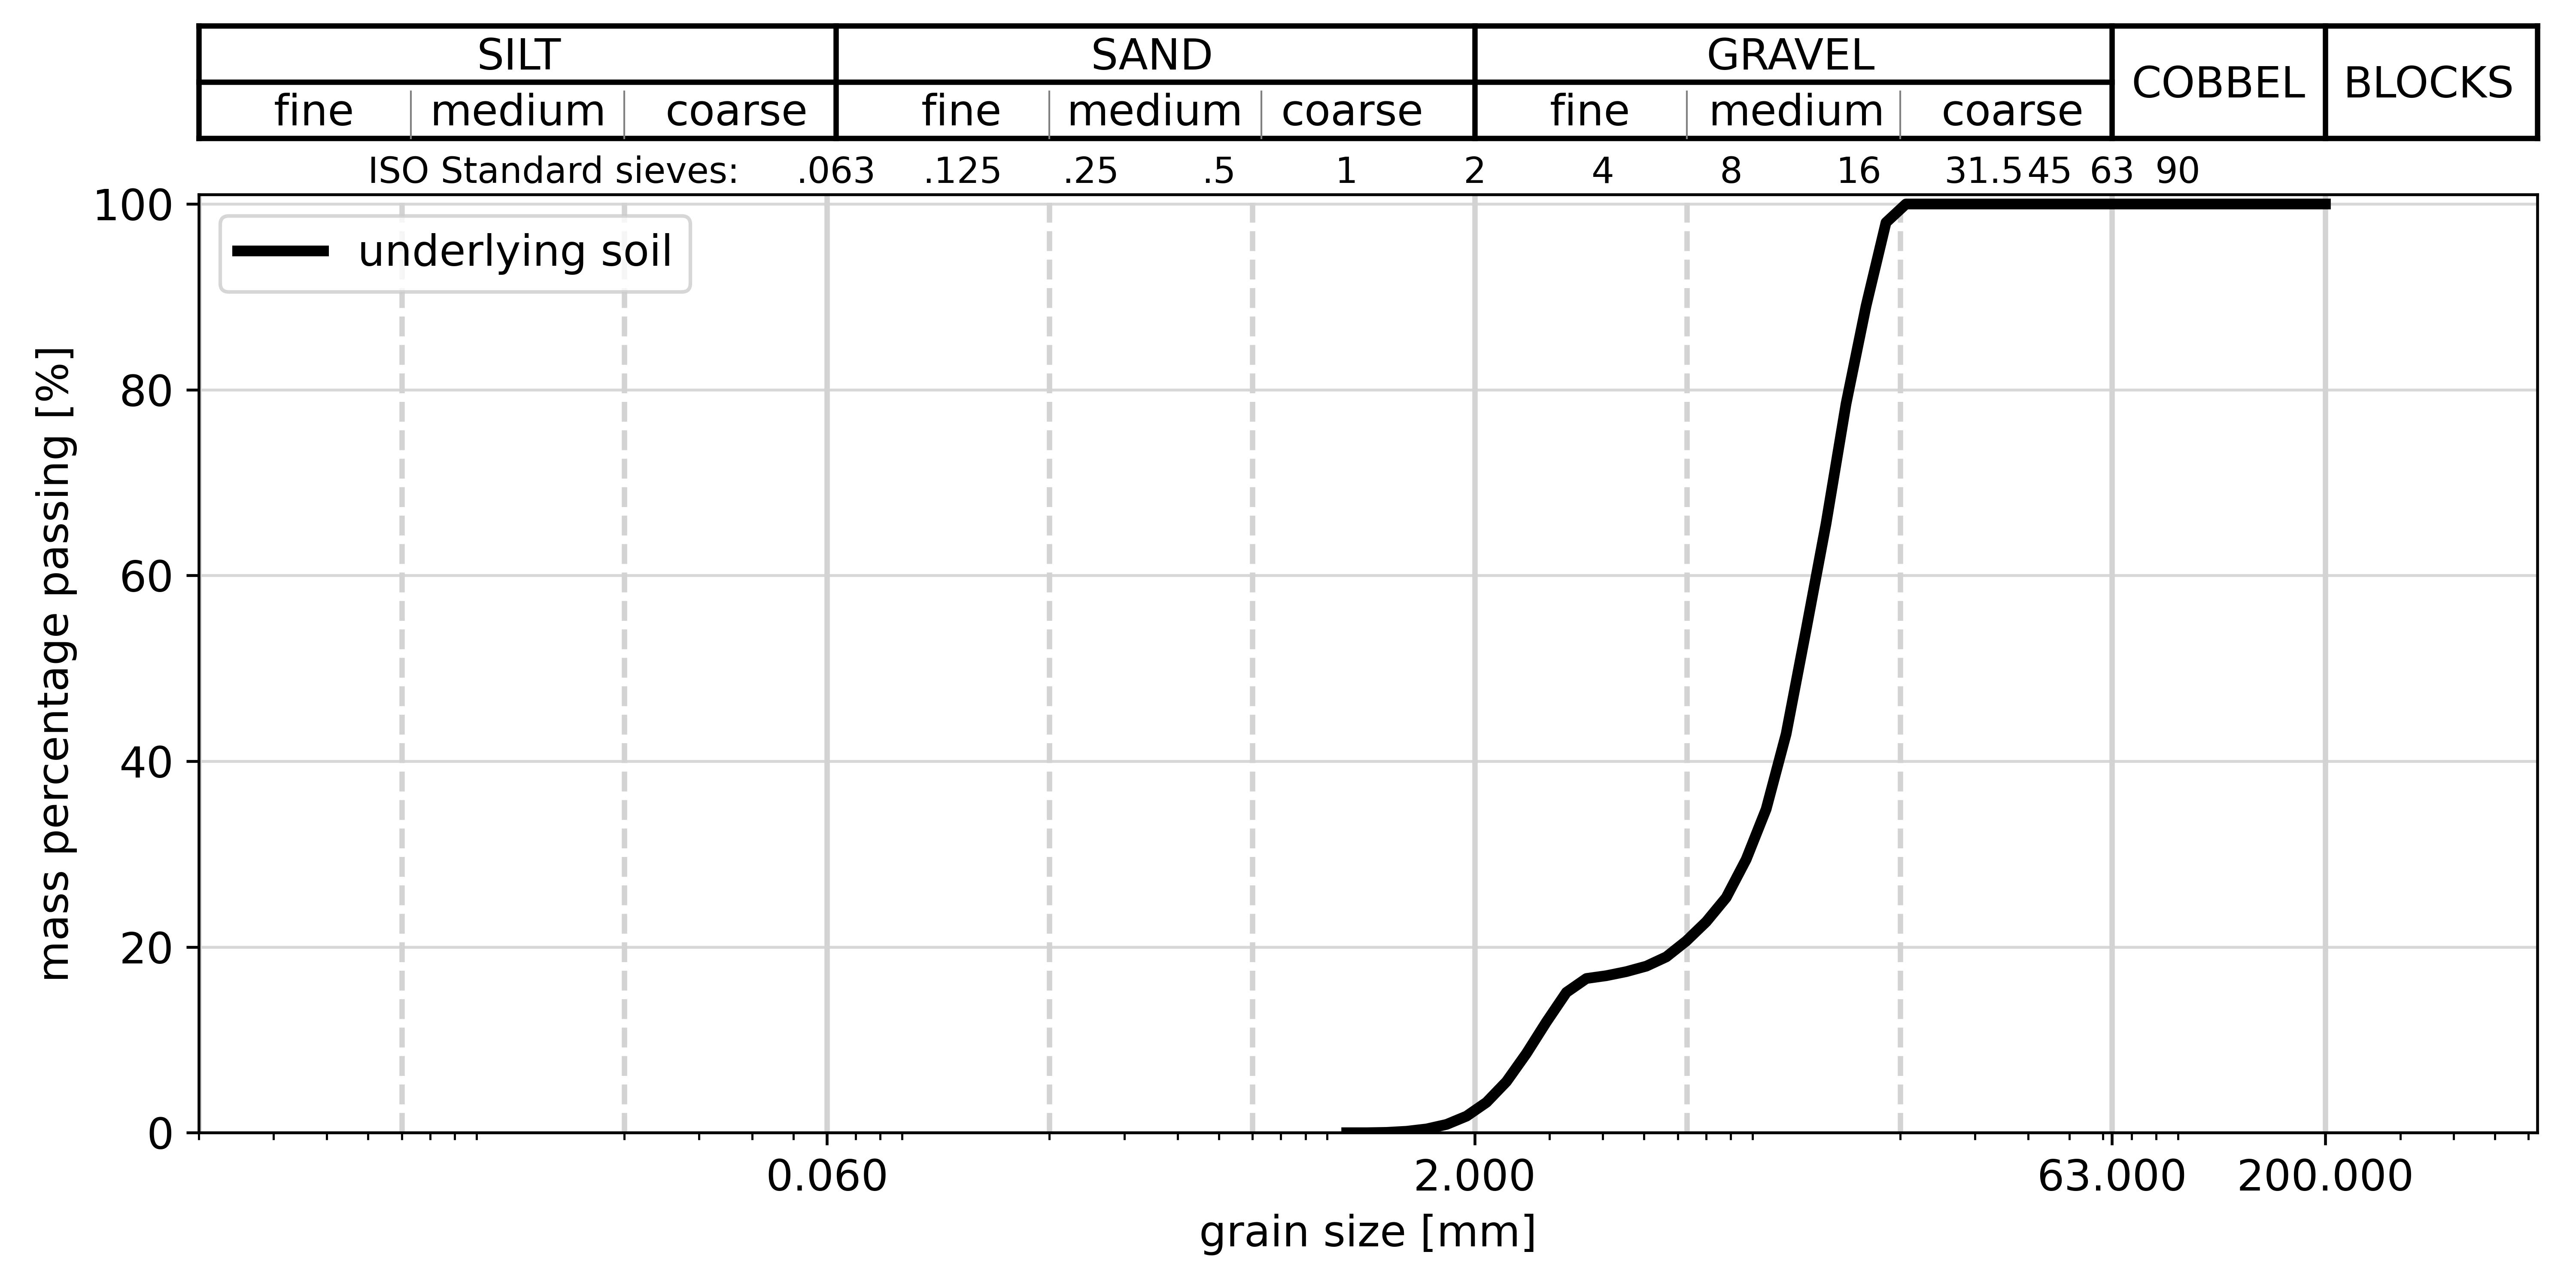 SILT SAND GRAVEL COBBEL BLOCKS
fine medium coarse fine medium coarse fine medium coarse
ISO Standard sieves: .063 .125 .25 .5 1 2 4 8 16 31.5 45 63 90
underlying soil
mass percentage passing [%]
100
80
60
40
20
0
0.060 2.000 63.000 200.000
grain size [mm]